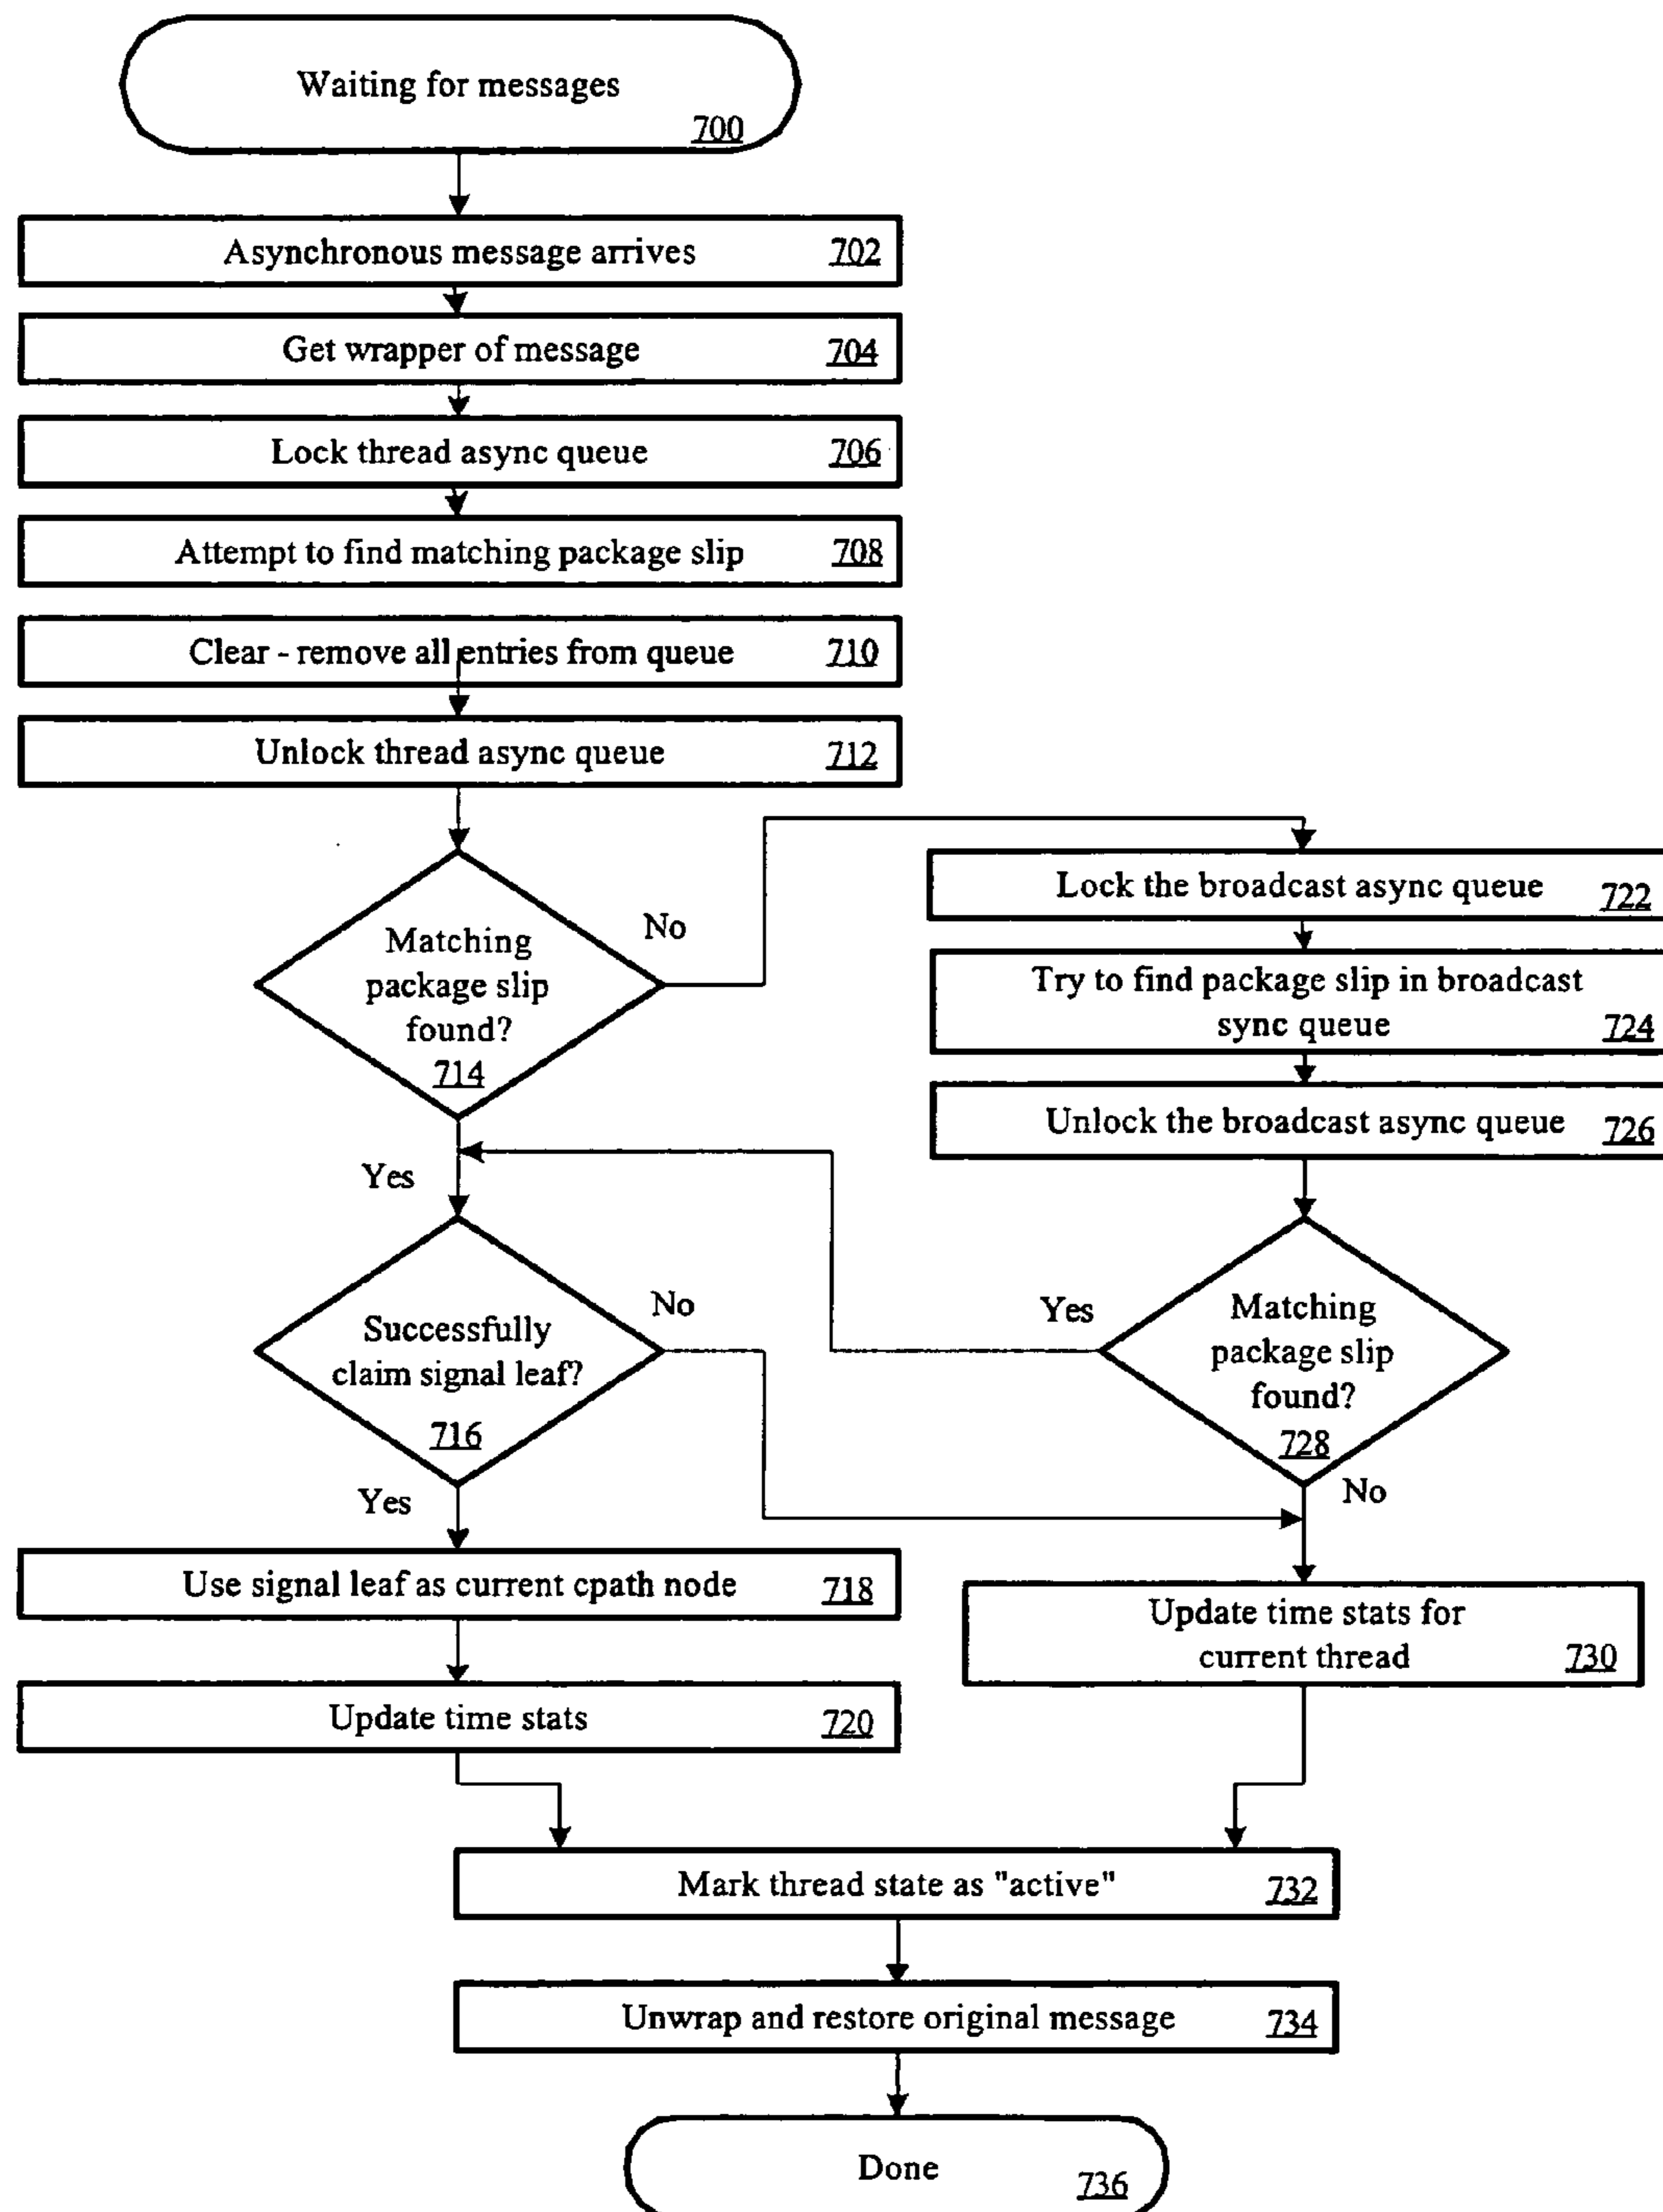 Waiting for messages
700
Asynchronous message arrives 702
Get wrapper of message 704
Lock thread async queue 706
Attempt to find matching package slip 708
Clear - remove all entries from queue 710
Unlock thread async queue 712
Matching
package slip
found?
714
No
Lock the broadcast async queue 722
Try to find package slip in broadcast
sync queue 724
Unlock the broadcast async queue 726
Yes
Successfully
claim signal leaf?
716
No
Yes
Matching
package slip
found?
728
No
Yes
Use signal leaf as current cpath node 718
Update time stats for
current thread 730
Update time stats 720
Mark thread state as "active" 732
Unwrap and restore original message 734
Done 736